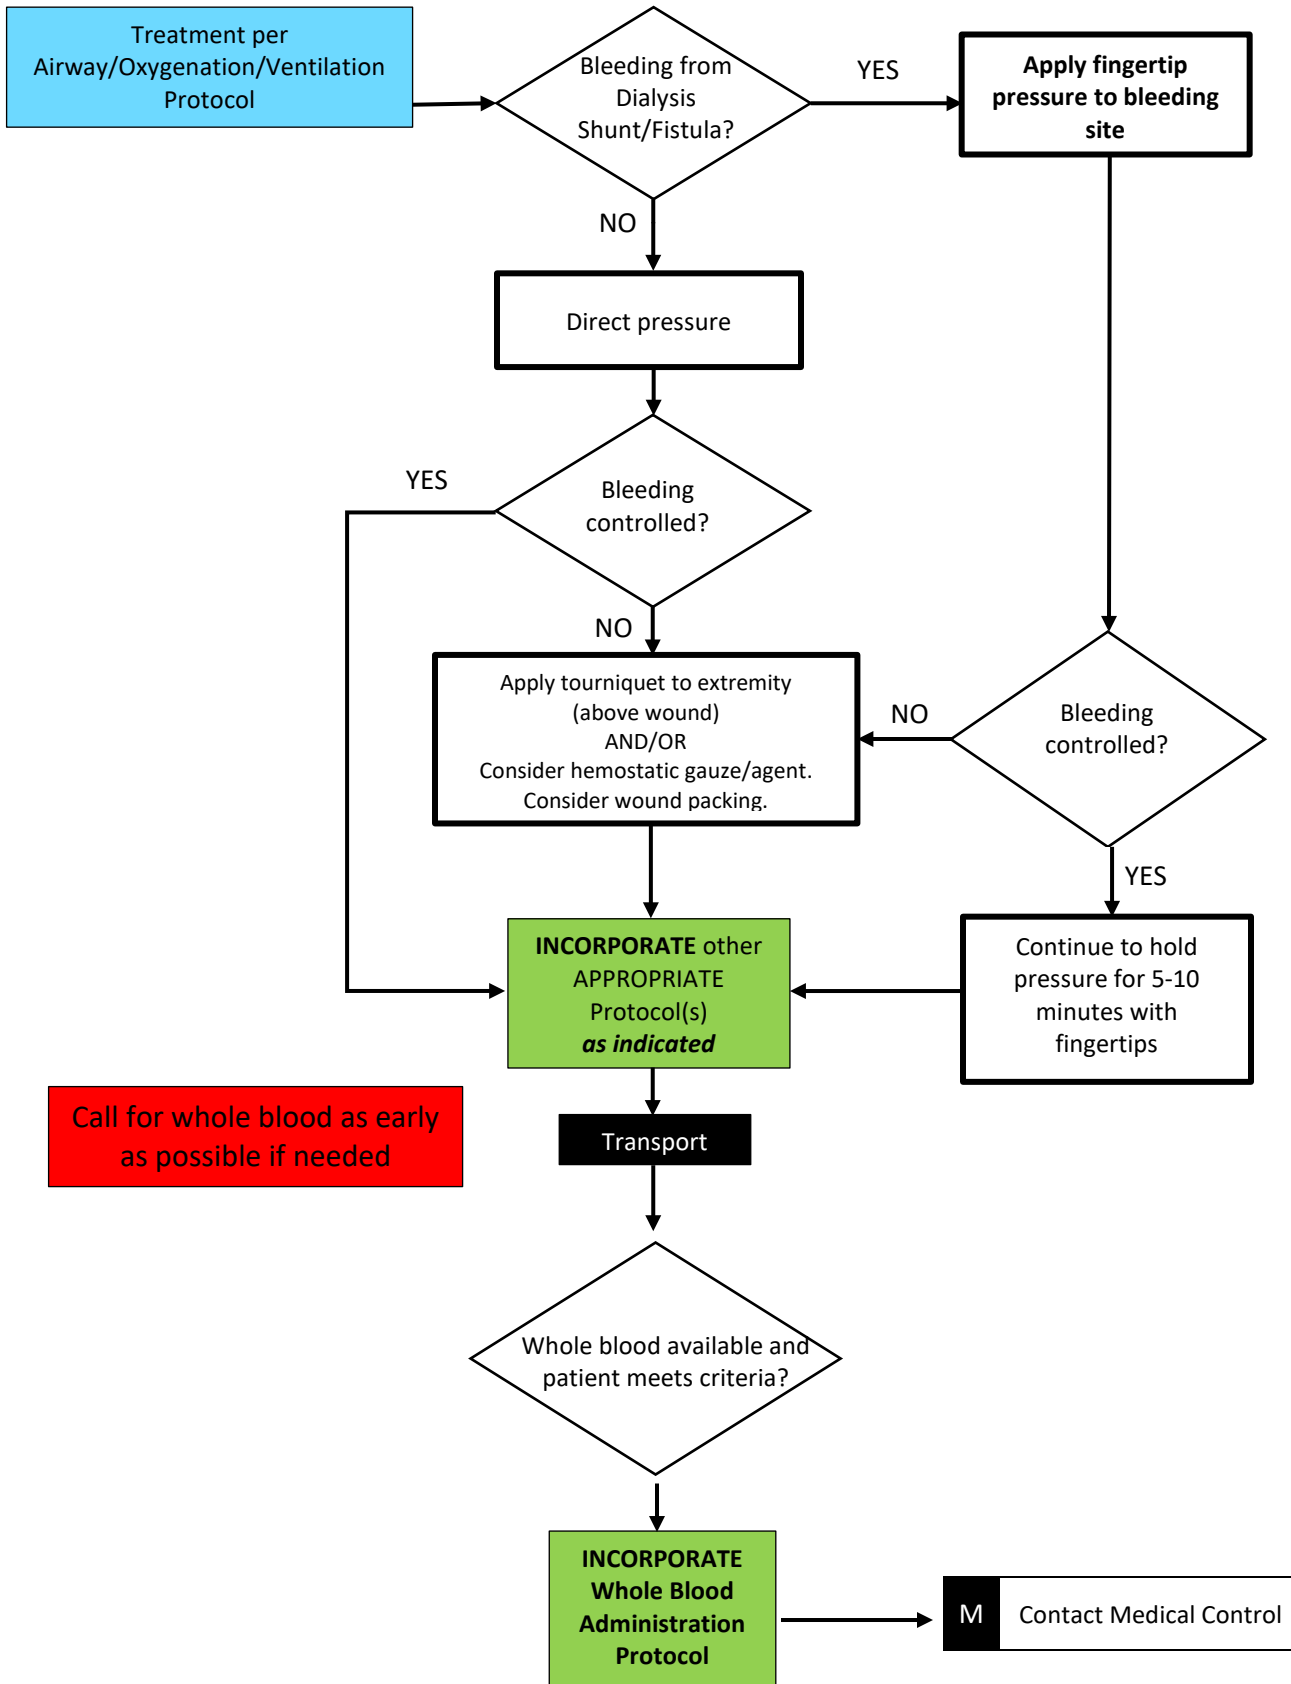 Treatment per
Airway/Oxygenation/Ventilation
Protocol
Bleeding from
Dialysis
Shunt/Fistula?
YES
Apply fingertip
pressure to bleeding
site
NO
Direct pressure
YES
Bleeding
controlled?
NO
Apply tourniquet to extremity
(above wound)
AND/OR
Consider hemostatic gauze/agent.
Consider wound packing.
NO
Bleeding
controlled?
YES
INCORPORATE other
APPROPRIATE
Protocol(s)
as indicated
Continue to hold
pressure for 5-10
minutes with
fingertips
Call for whole blood as early
as possible if needed
Transport
Whole blood available and
patient meets criteria?
INCORPORATE
Whole Blood
Administration
Protocol
M Contact Medical Control